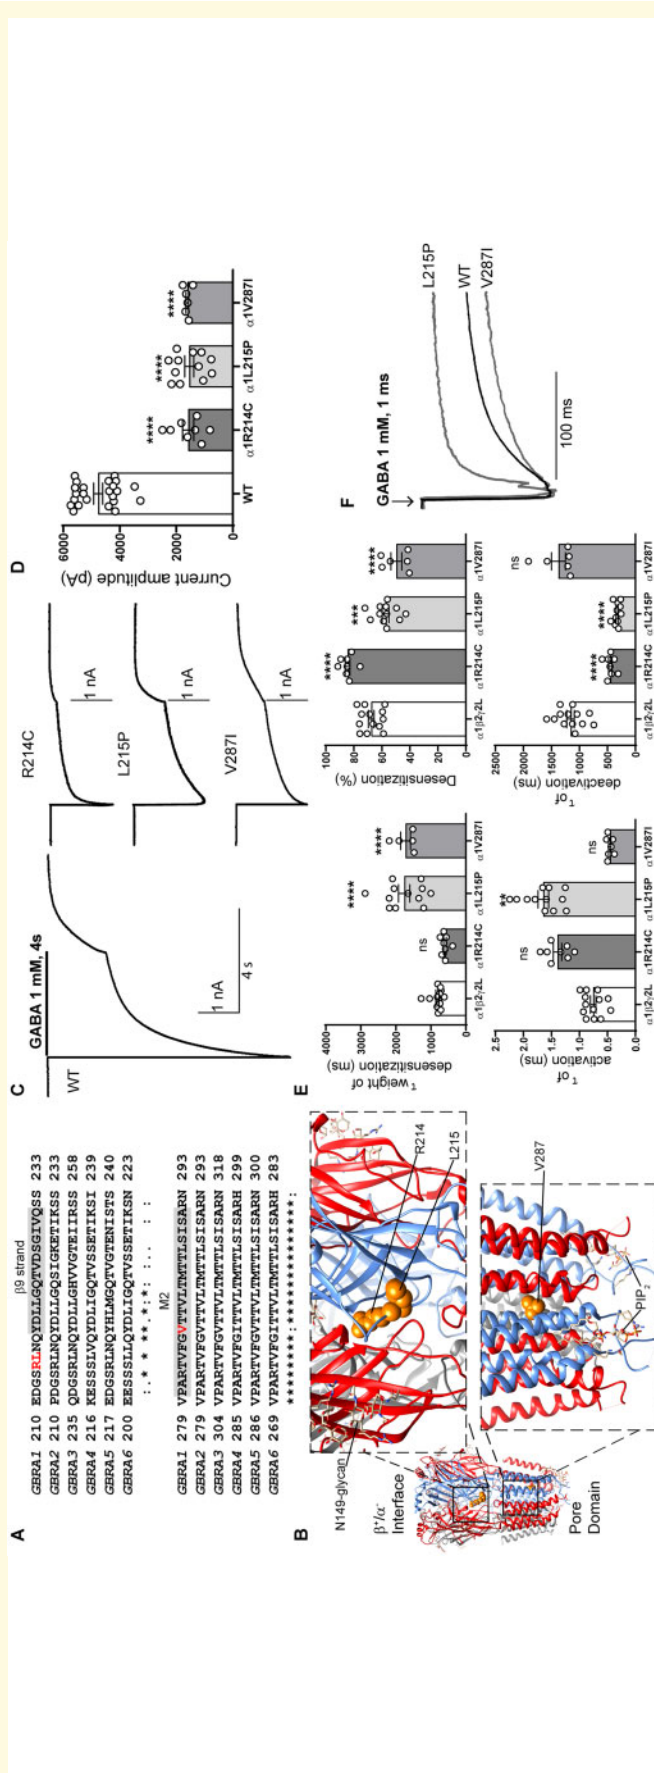 A
β9 strand
GBRA1 210 EDGSRLNQYDLLGQTVDSGIVQSS 233
GBRA2 210 PDGSRLNQYDLLGQSIGKETIKSS 233
GBRA3 235 QDGSRLNQYDLLGHVVGTEIIRSS 258
GBRA4 216 KESSSLVQYDLIGQTVSSETIKSI 239
GBRA5 217 EDGSRLNQYHLMGQTVGTENISTS 240
GBRA6 200 EESSSLLQYDLIGQTVSSETIKSN 223
M2
GBRA1 279 VPARTVFGVTTVLTMTTLSISARN 293
GBRA2 279 VPARTVFGVTTVLTMTTLSISARN 293
GBRA3 304 VPARTVFGVTTVLTMTTLSISARN 318
GBRA4 285 VPARTVFGITTVLTMTTLSISARH 299
GBRA5 286 VPARTVFGVTTVLTMTTLSISARN 300
GBRA6 269 VPARTVFGITTVLTMTTLSISARH 283
********:***************:
B
N149-glycan
β⁺/α⁻
Interface
Pore
Domain
R214
L215
V287
PIP₂
C
GABA 1 mM, 4s
WT
1 nA
4 s
R214C
1 nA
L215P
1 nA
V287I
1 nA
D
Current amplitude (pA)
6000
4000
2000
0
****
****
****
WT
α1R214C
α1L215P
α1V287I
E
τ weight of
desensitization (ms)
4000
3000
2000
1000
0
ns
****
****
α1β2γ2L
α1R214C
α1L215P
α1V287I
Desensitization (%)
100
80
60
40
20
0
****
***
****
α1β2γ2L
α1R214C
α1L215P
α1V287I
τ of
activation (ms)
2.5
2.0
1.5
1.0
0.5
0.0
ns
**
ns
α1β2γ2L
α1R214C
α1L215P
α1V287I
τ of
deactivation (ms)
2500
2000
1500
1000
500
0
****
****
ns
α1β2γ2L
α1R214C
α1L215P
α1V287I
F
GABA 1 mM, 1 ms
L215P
WT
V287I
100 ms